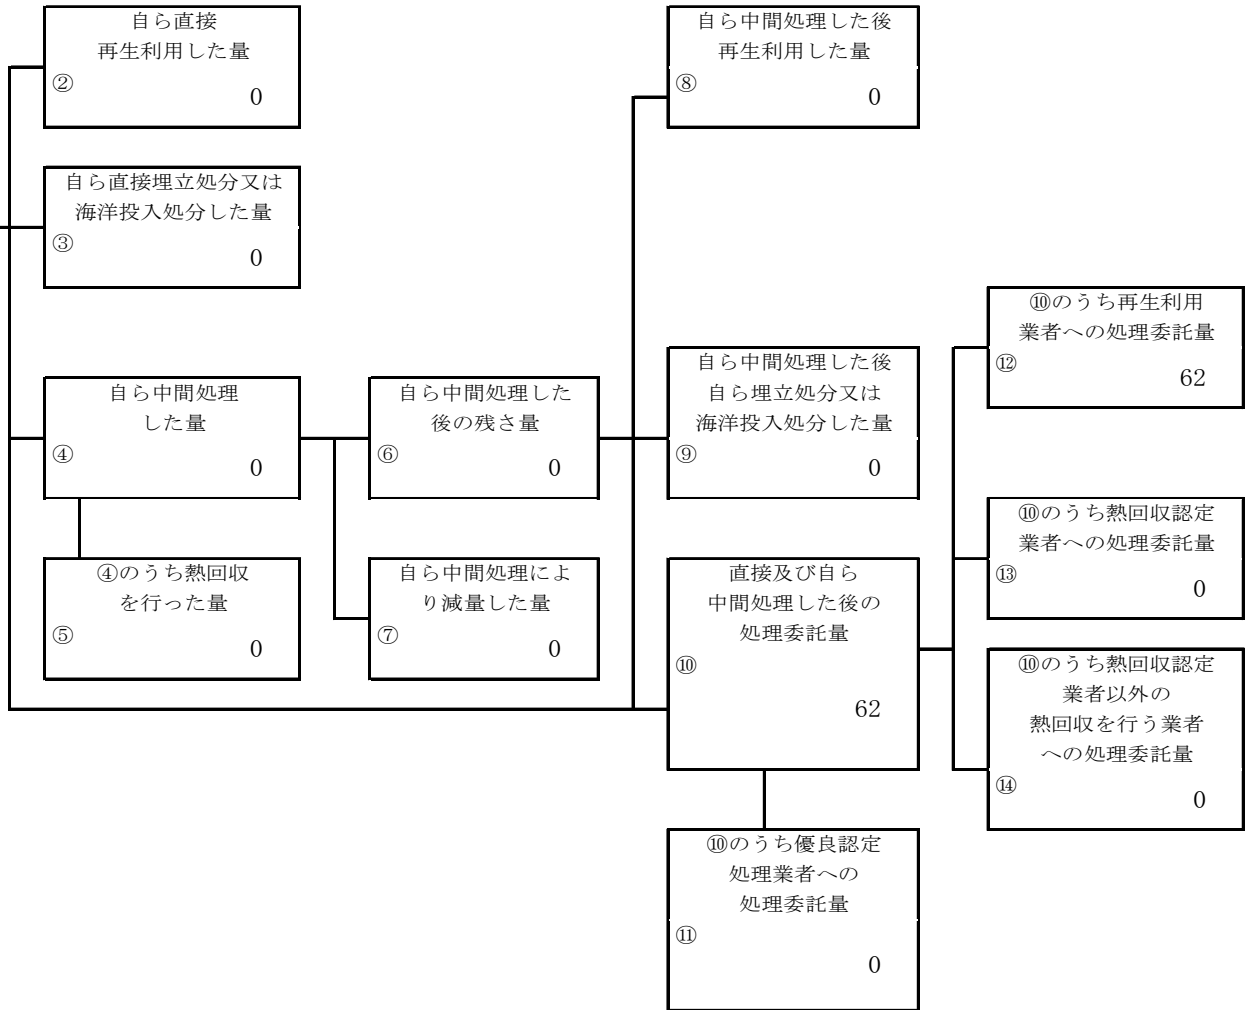 自ら直接
再生利用した量
②
0
自ら中間処理した後
再生利用した量
⑧
0
自ら直接埋立処分又は
海洋投入処分した量
③
0
⑩のうち再生利用
業者への処理委託量
⑫
62
自ら中間処理
した量
④
0
自ら中間処理した
後の残さ量
⑥
0
自ら中間処理した後
自ら埋立処分又は
海洋投入処分した量
⑨
0
⑩のうち熱回収認定
業者への処理委託量
⑬
0
④のうち熱回収
を行った量
⑤
0
自ら中間処理によ
り減量した量
⑦
0
直接及び自ら
中間処理した後の
処理委託量
⑩
62
⑩のうち熱回収認定
業者以外の
熱回収を行う業者
への処理委託量
⑭
0
⑩のうち優良認定
処理業者への
処理委託量
⑪
0